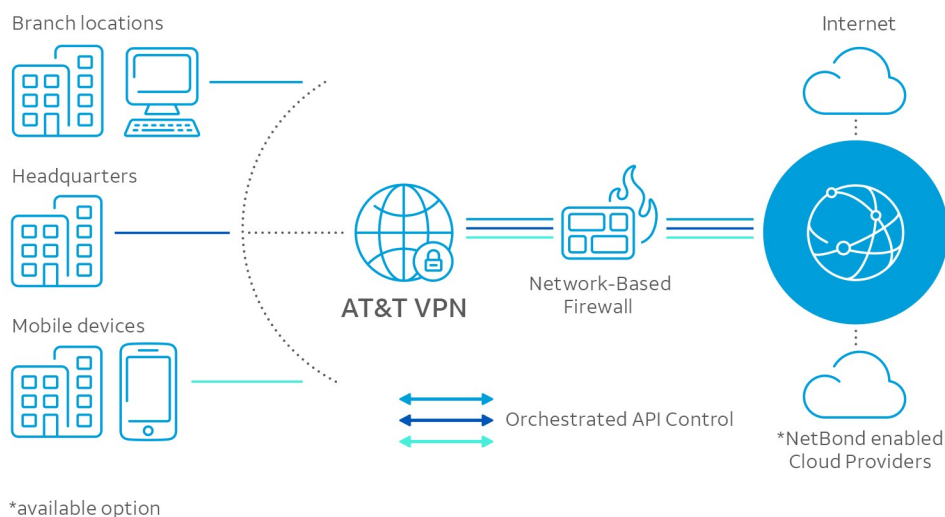 Branch locations
Internet
Headquarters
AT&T VPN
Network-Based
Firewall
Mobile devices
Orchestrated API Control
*NetBond enabled
Cloud Providers
*available option